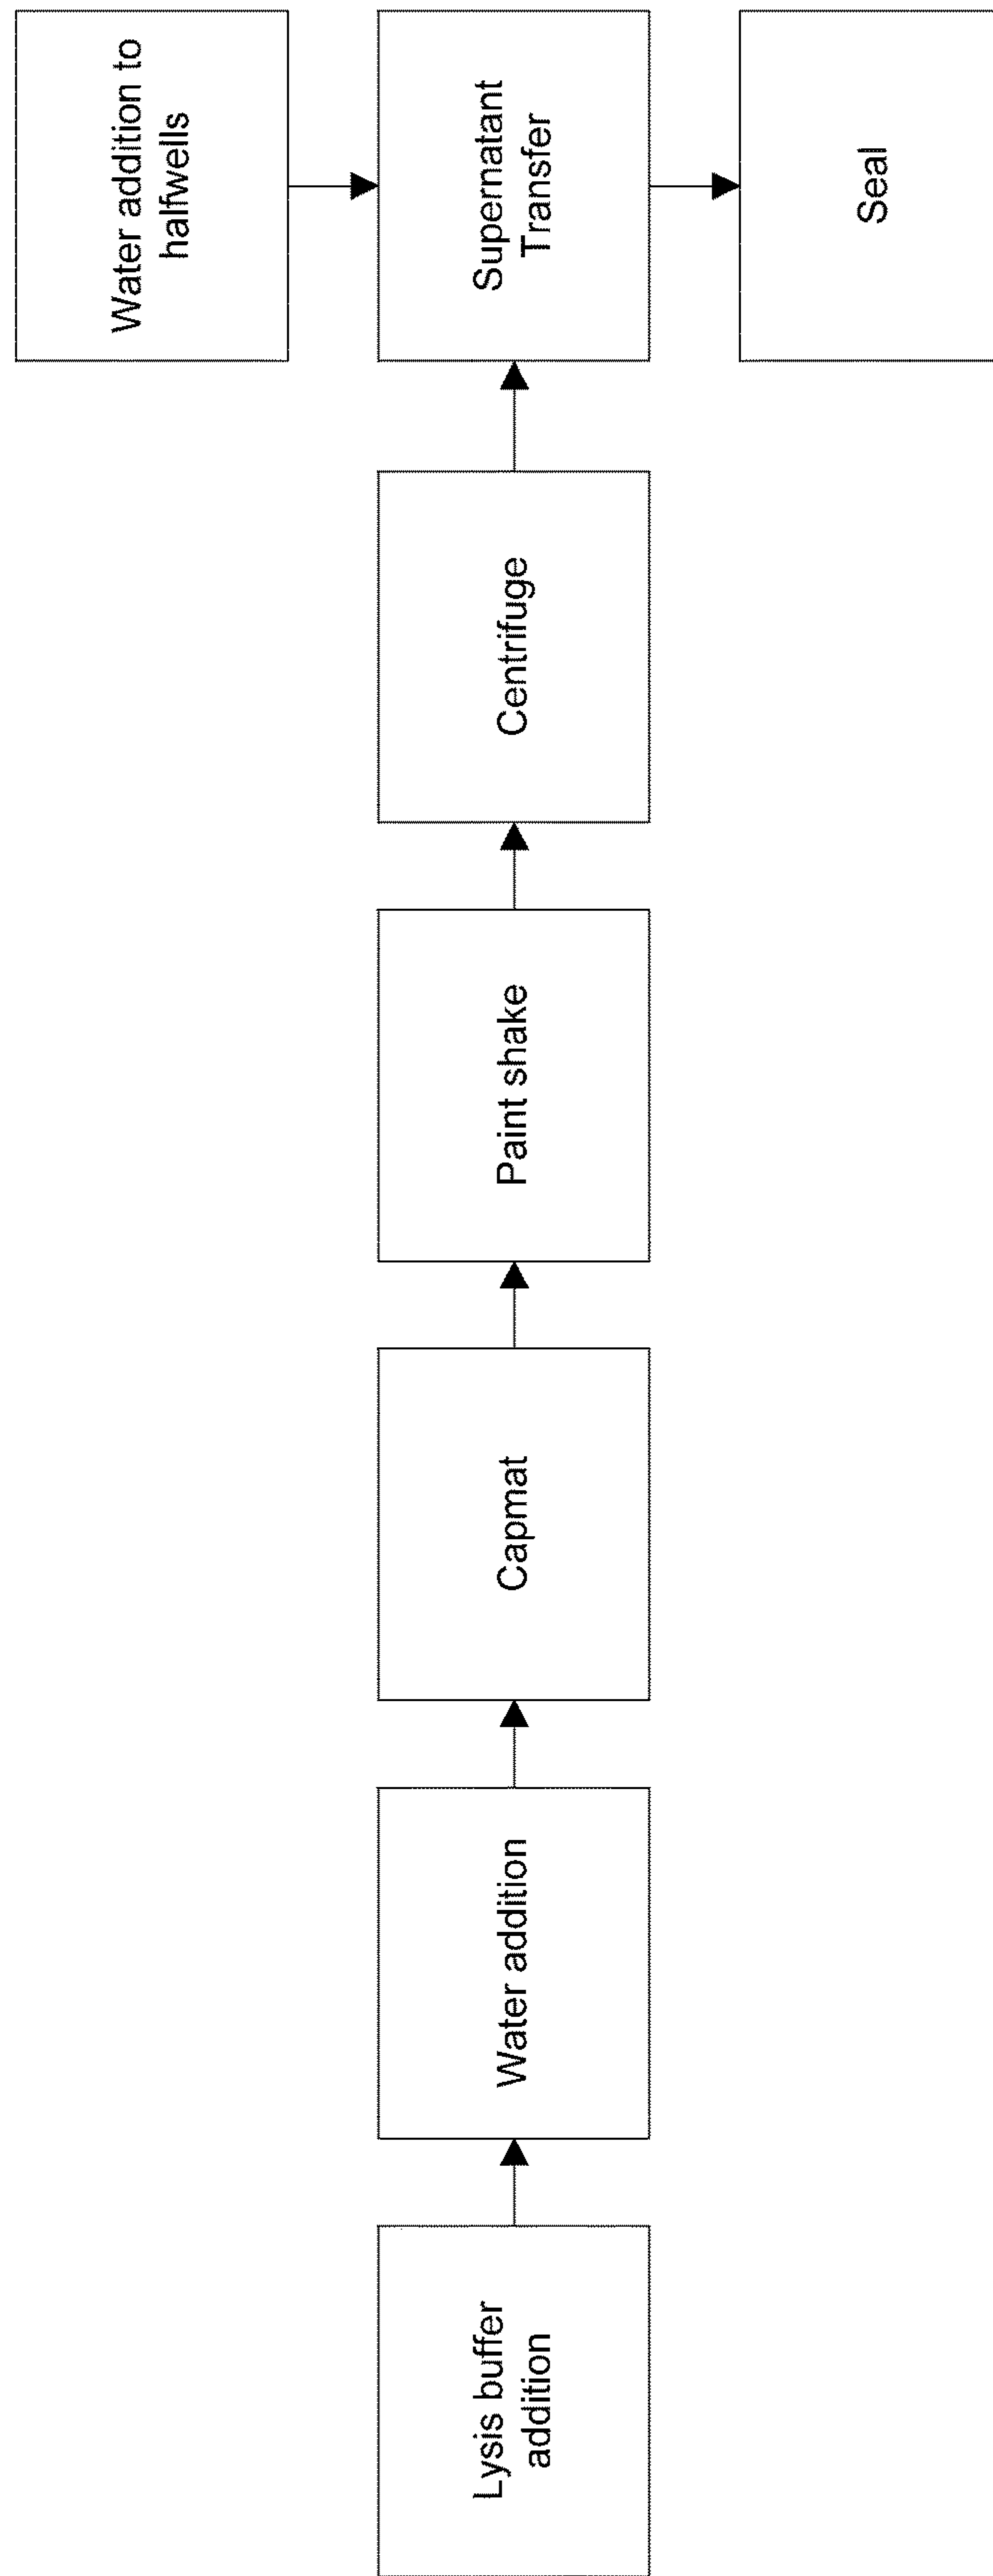 Lysis buffer
addition
Water addition
Capmat
Paint shake
Centrifuge
Water addition to
halfwells
Supernatant
Transfer
Seal